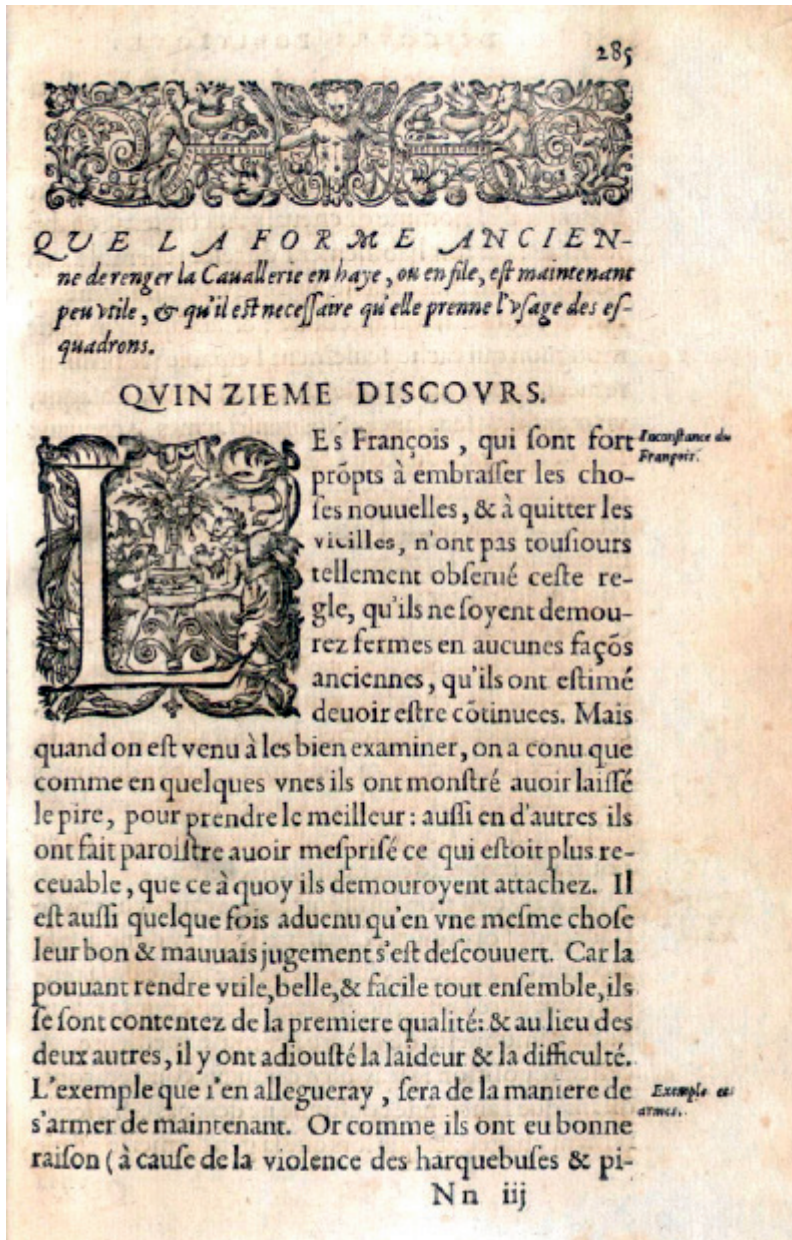 285
QVE LA FORME ANCIEN-
ne de renger la Cauallerie en haye, ou en file, eſt maintenant
peu vtile, & qu'il eſt neceſſaire qu'elle prenne l'vſage des eſ-
quadrons.
QVINZIEME DISCOVRS.
LEs François, qui ſont fort
prõpts à embraſſer les cho-
ſes nouuelles, & à quitter les
vieilles, n'ont pas touſiours
tellement obſerué ceſte re-
gle, qu'ils ne ſoyent demou-
rez fermes en aucunes façõs
anciennes, qu'ils ont eſtimé
deuoir eſtre cõtinuees. Mais
quand on eſt venu à les bien examiner, on a conu que
comme en quelques vnes ils ont monſtré auoir laiſſé
le pire, pour prendre le meilleur: auſſi en d'autres ils
ont fait paroiſtre auoir meſpriſé ce qui eſtoit plus re-
ceuable, que ce à quoy ils demouroyent attachez. Il
eſt auſſi quelque fois aduenu qu'en vne meſme choſe
leur bon & mauuais jugement s'eſt deſcouuert. Car la
pouuant rendre vtile, belle, & facile tout enſemble, ils
ſe ſont contentez de la premiere qualité: & au lieu des
deux autres, il y ont adiouſté la laideur & la difficulté.
L'exemple que i'en allegueray, ſera de la maniere de
s'armer de maintenant. Or comme ils ont eu bonne
raiſon (à cauſe de la violence des harquebuſes & pi-
Nn iij
Inconſtance du
François.
Exemple es
armes.